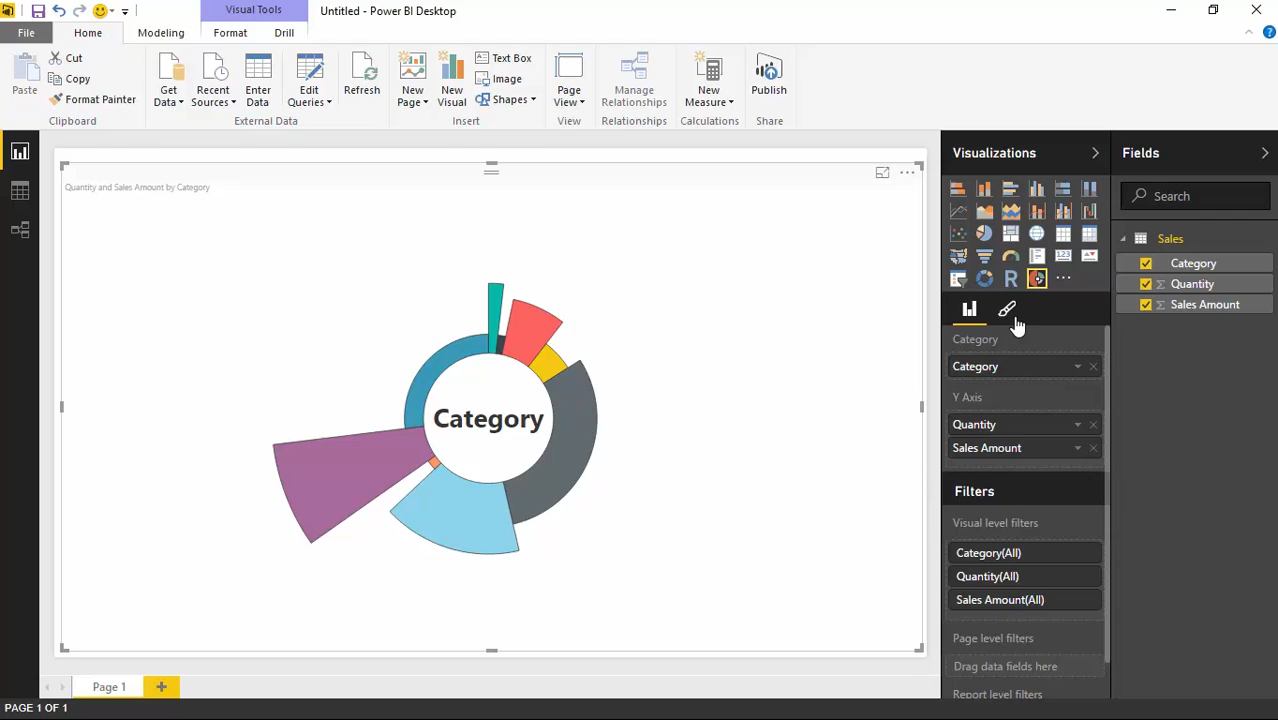 Visual Tools
Untitled - Power BI Desktop
File
Home
Modeling
Format
Drill
?
Paste
Cut
Copy
Format Painter
Clipboard
Get Data
Recent Sources
Enter Data
Edit Queries
Refresh
External Data
New Page
New Visual
Text Box
Image
Shapes
Insert
Page View
View
Manage Relationships
Relationships
New Measure
Calculations
Publish
Share
Quantity and Sales Amount by Category
Category
Visualizations
123
R
Category
Category
Y Axis
Quantity
Sales Amount
Filters
Visual level filters
Category(All)
Quantity(All)
Sales Amount(All)
Page level filters
Drag data fields here
Report level filters
Fields
Search
Sales
Category
Σ Quantity
Σ Sales Amount
Page 1
PAGE 1 OF 1